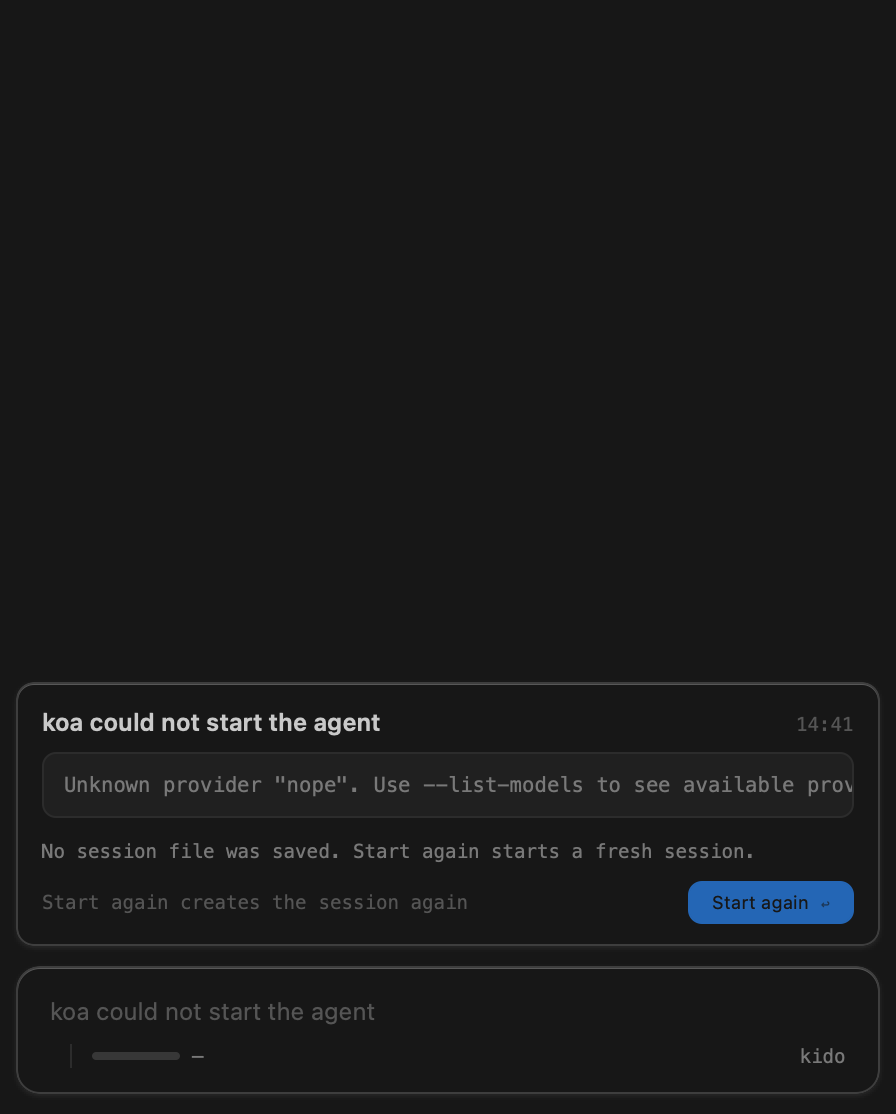 koa could not start the agent
14:41
Unknown provider "nope". Use --list-models to see available prov
No session file was saved. Start again starts a fresh session.
Start again creates the session again
Start again ↩
koa could not start the agent
— kido